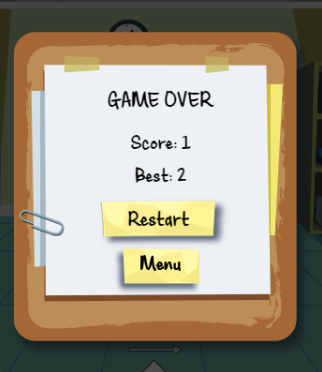 GAME OVER
Score: 1
Best: 2
Restart
Menu